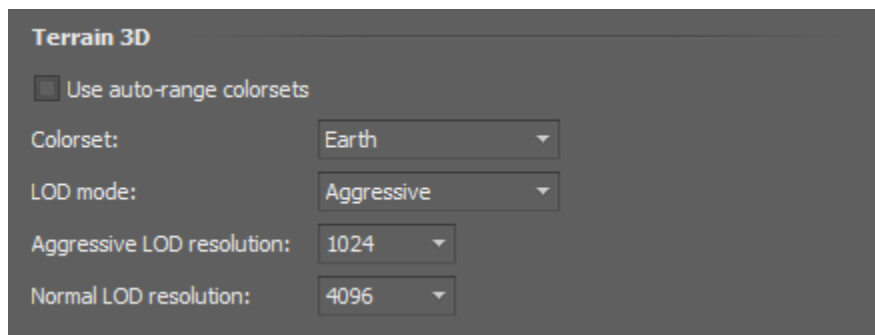 Terrain 3D
Use auto-range colorsets
Colorset: Earth
LOD mode: Aggressive
Aggressive LOD resolution: 1024
Normal LOD resolution: 4096